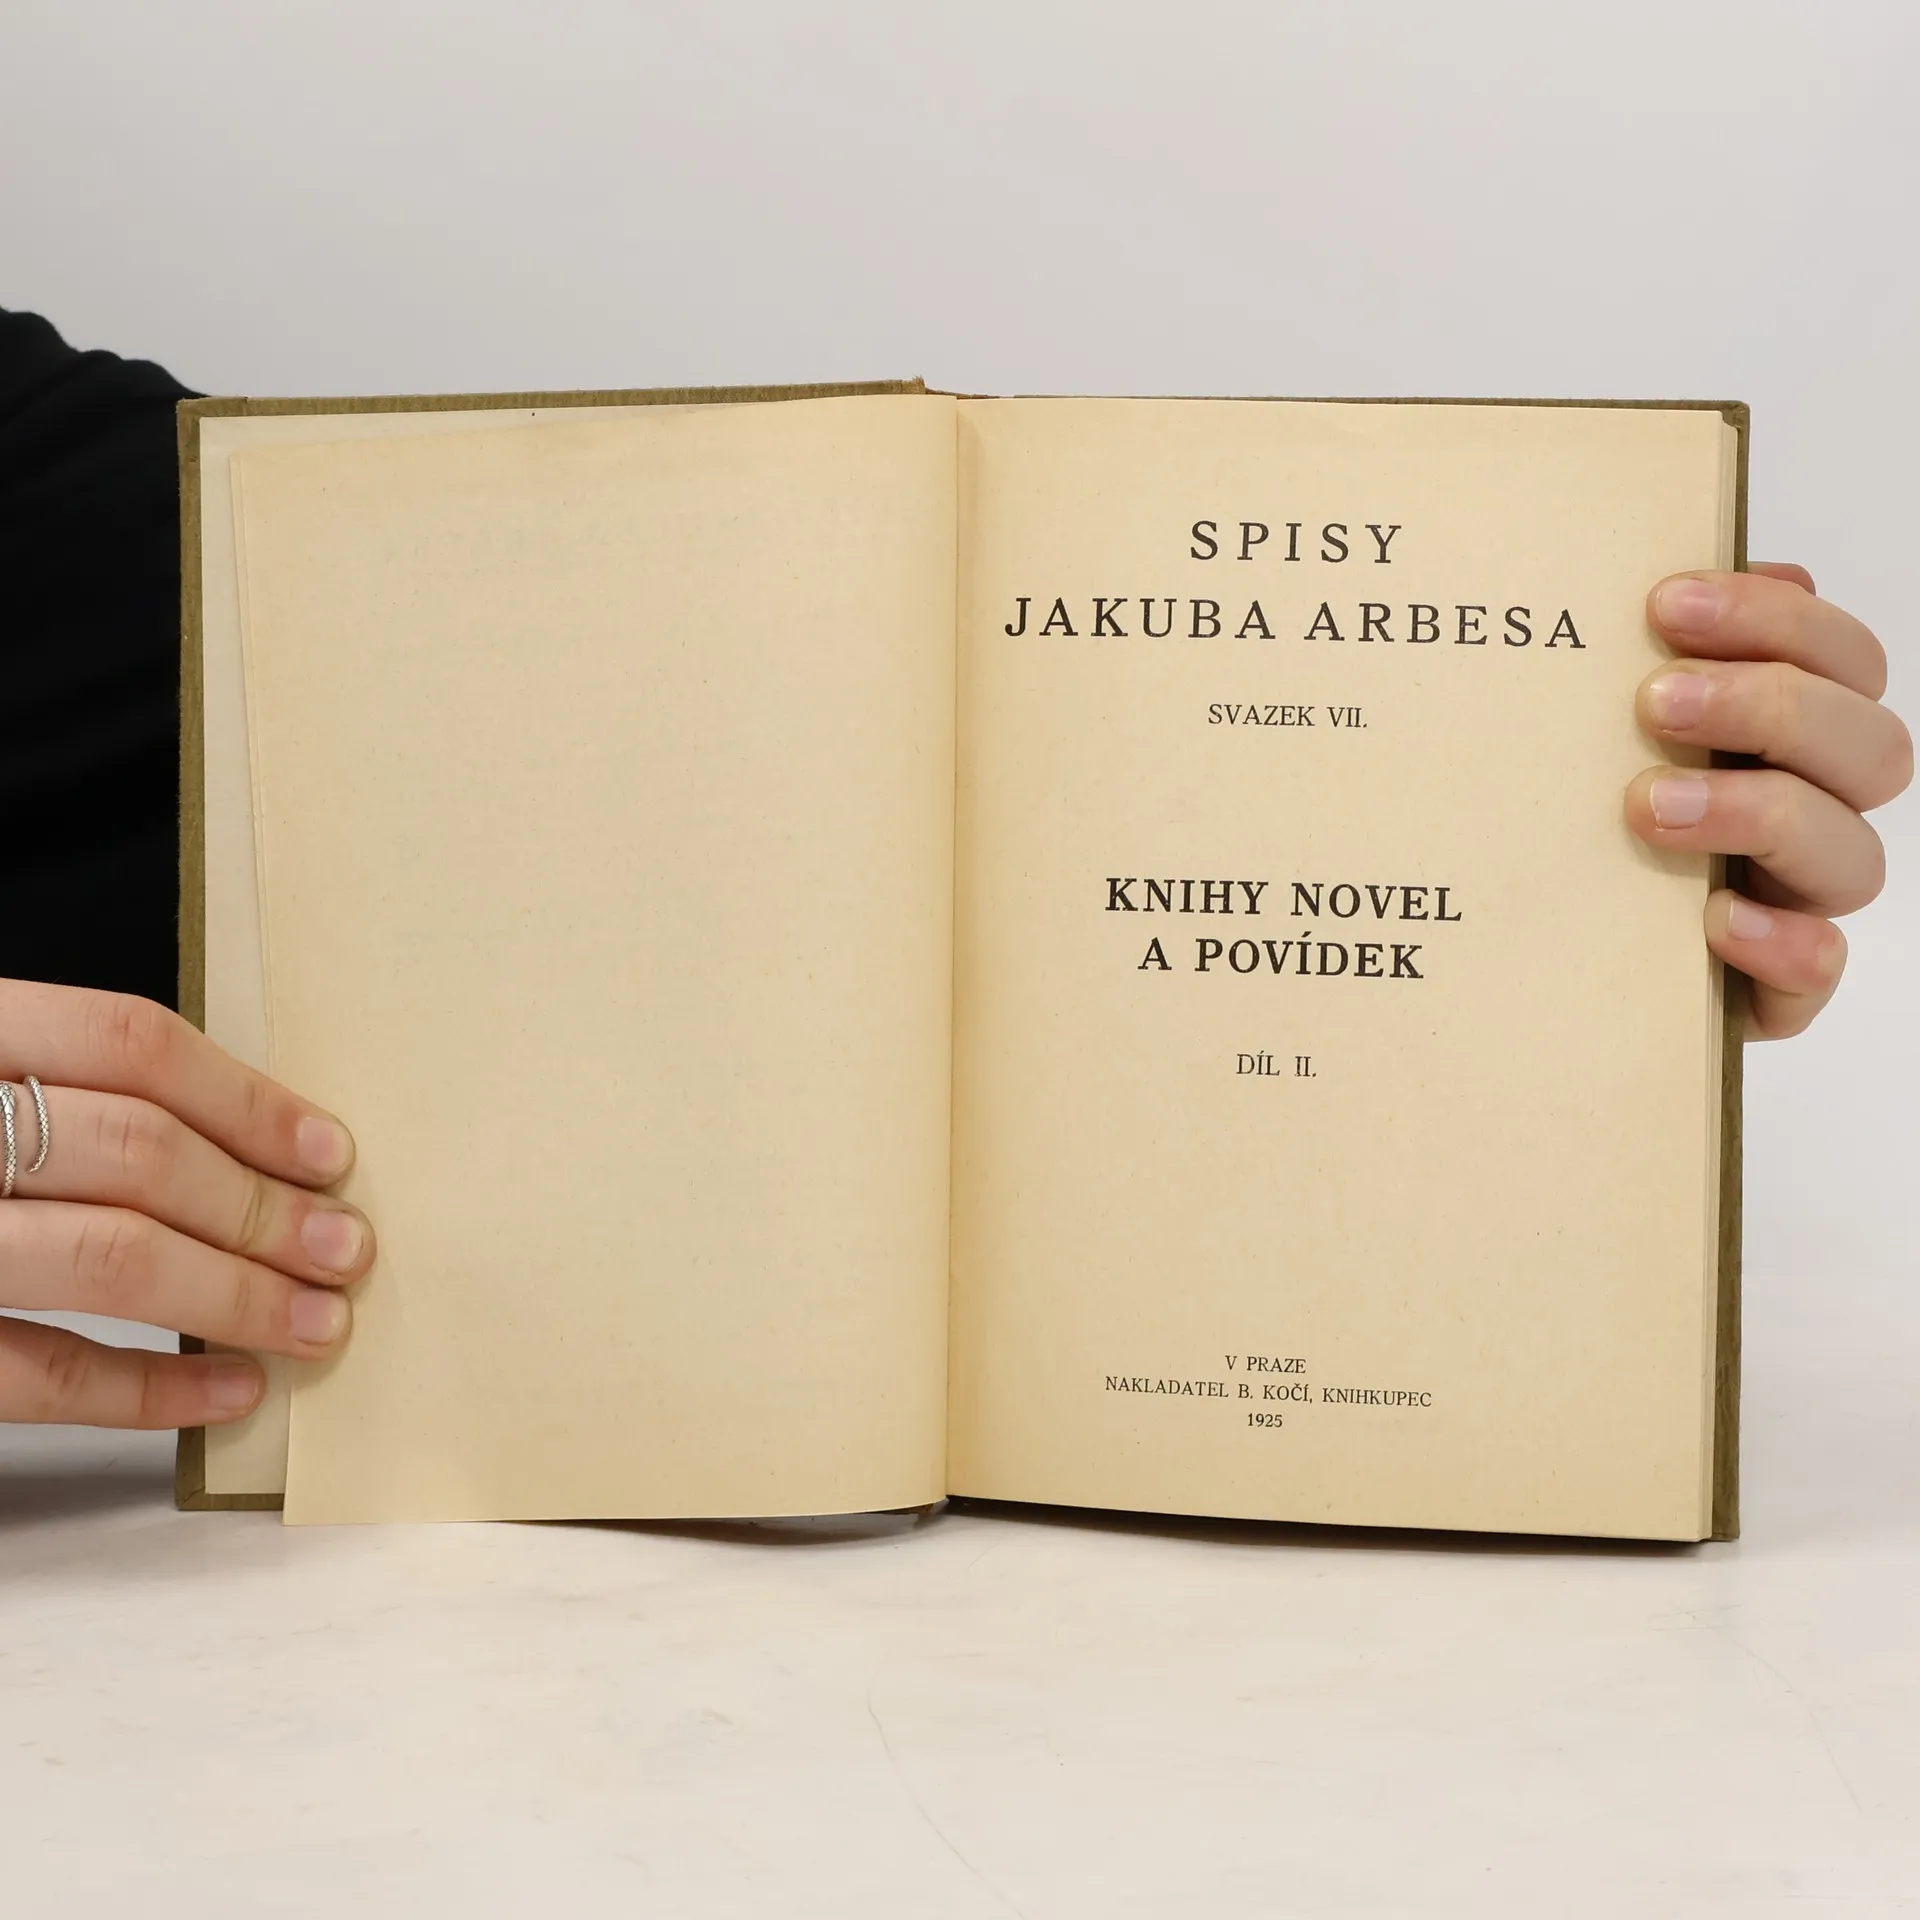 SPISY
JAKUBA ARBESA
SVAZEK VII.
KNIHY NOVEL
A POVÍDEK
DÍL II.
V PRAZE
NAKLADATEL B. KOČÍ, KNIHKUPEC
1925